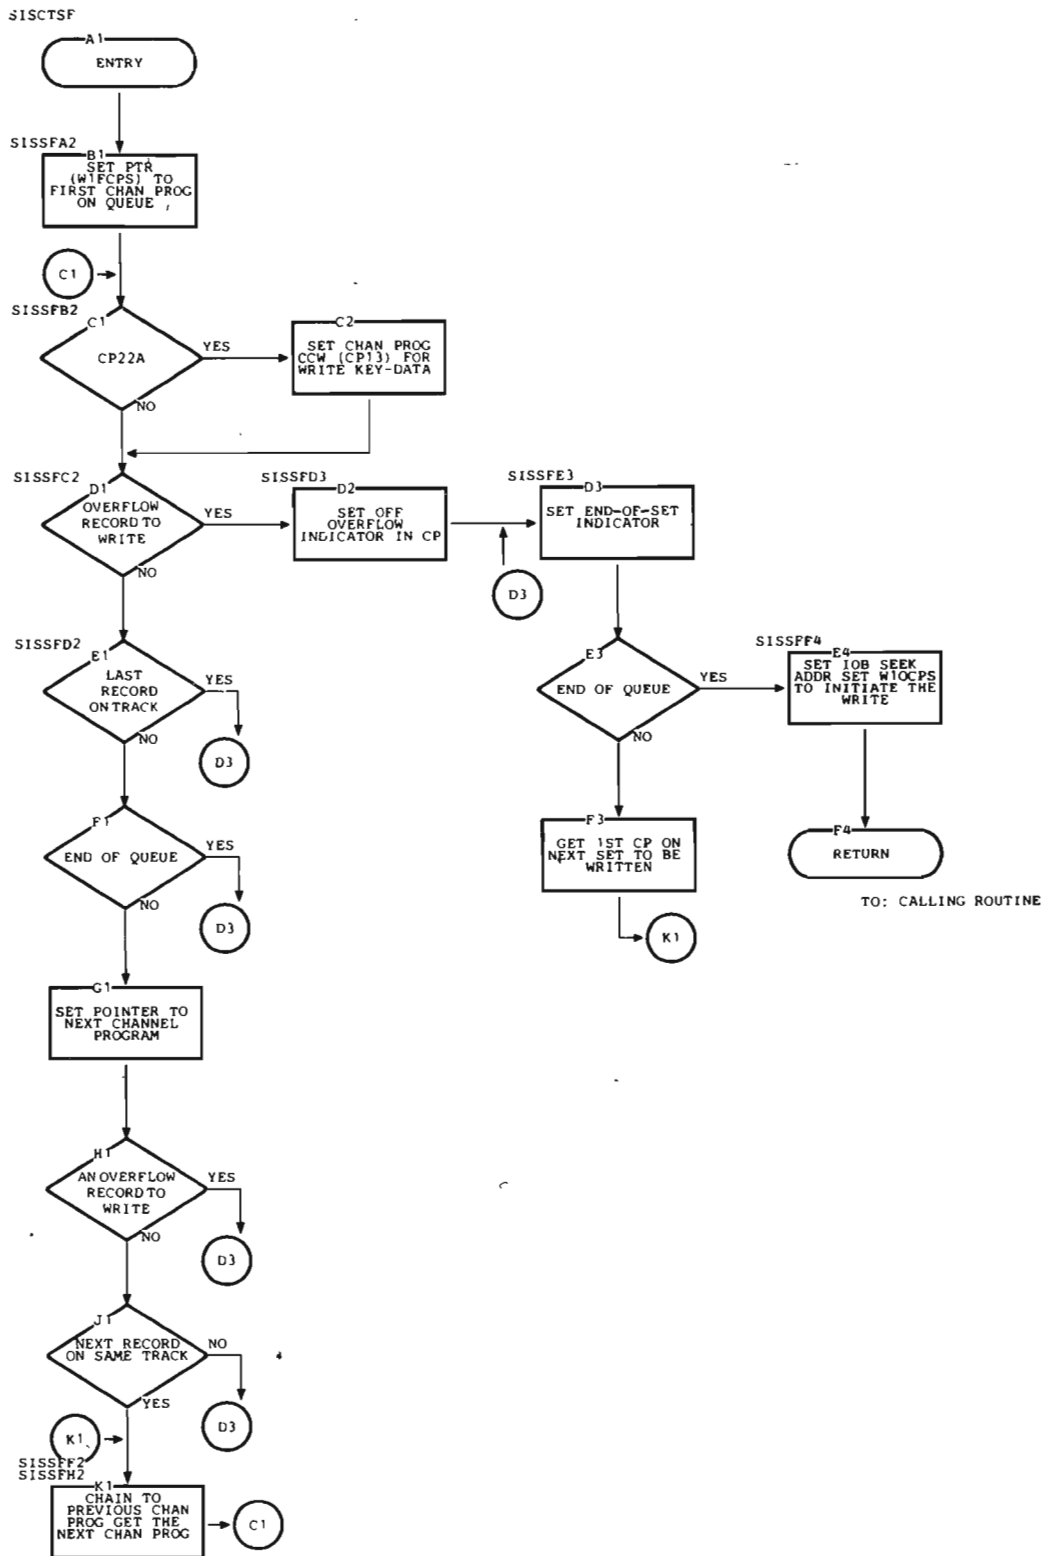 SISCTSF
A1
ENTRY
SISSFA2
B1
SET PTR
(W1FCPS) TO
FIRST CHAN PROG
ON QUEUE
C1
SISSFB2
C1
CP22A
YES
NO
C2
SET CHAN PROG
CCW (CP13) FOR
WRITE KEY-DATA
SISSFC2
D1
OVERFLOW
RECORD TO
WRITE
YES
NO
SISSFD3
D2
SET OFF
OVERFLOW
INDICATOR IN CP
SISSFE3
D3
SET END-OF-SET
INDICATOR
D3
SISSFD2
E1
LAST
RECORD
ON TRACK
YES
NO
D3
E3
END OF QUEUE
YES
NO
SISSFF4
E4
SET IOB SEEK
ADDR SET W1OCPS
TO INITIATE THE
WRITE
F1
END OF QUEUE
YES
NO
D3
F3
GET 1ST CP ON
NEXT SET TO BE
WRITTEN
K1
F4
RETURN
TO: CALLING ROUTINE
G1
SET POINTER TO
NEXT CHANNEL
PROGRAM
H1
AN OVERFLOW
RECORD TO
WRITE
YES
NO
D3
J1
NEXT RECORD
ON SAME TRACK
NO
YES
D3
K1
SISSFF2
SISSFH2
K1
CHAIN TO
PREVIOUS CHAN
PROG GET THE
NEXT CHAN PROG
C1